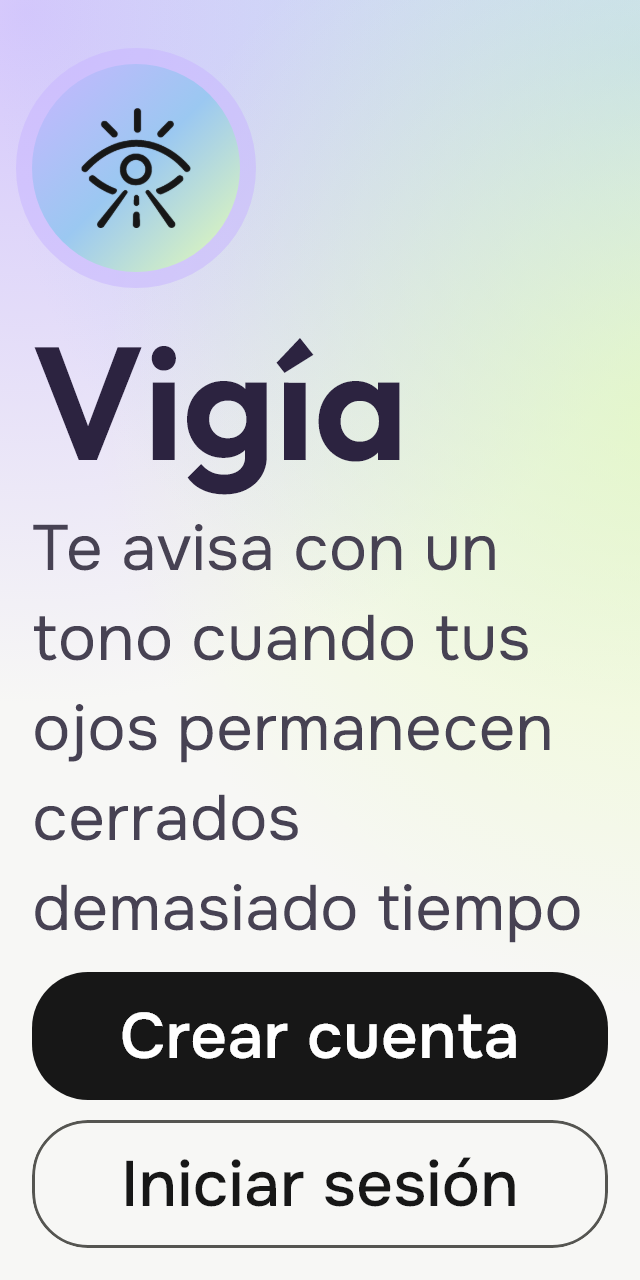 Vigía
Te avisa con un
tono cuando tus
ojos permanecen
cerrados
demasiado tiempo
Crear cuenta
Iniciar sesión